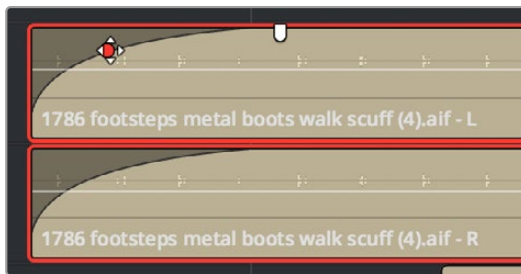 1786 footsteps metal boots walk scuff (4).aif - L
1786 footsteps metal boots walk scuff (4).aif - R